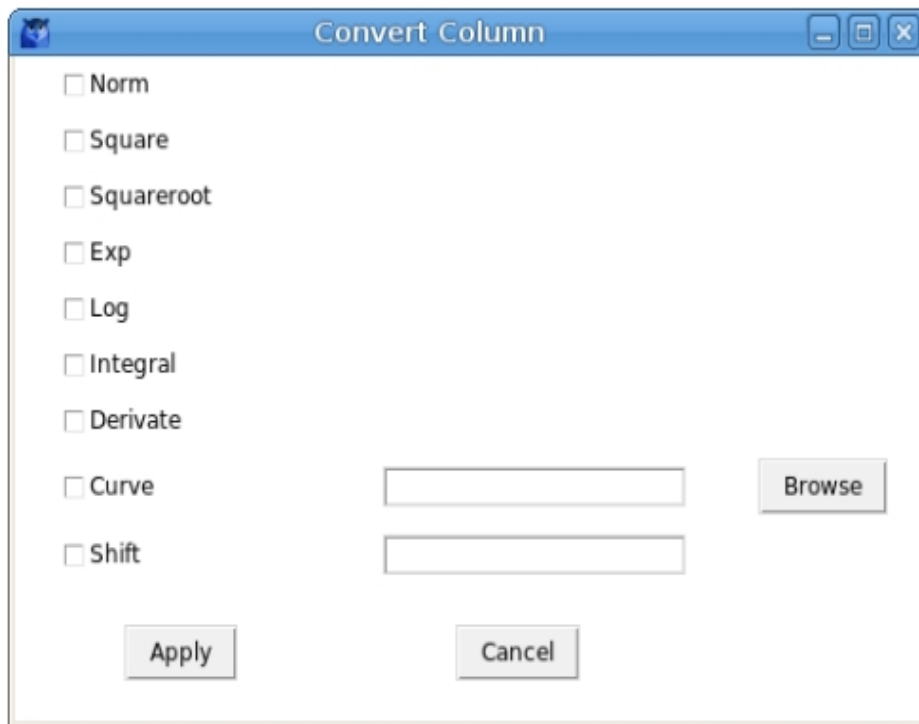 Convert Column
Norm
Square
Squareroot
Exp
Log
Integral
Derivate
Curve Browse
Shift
Apply Cancel